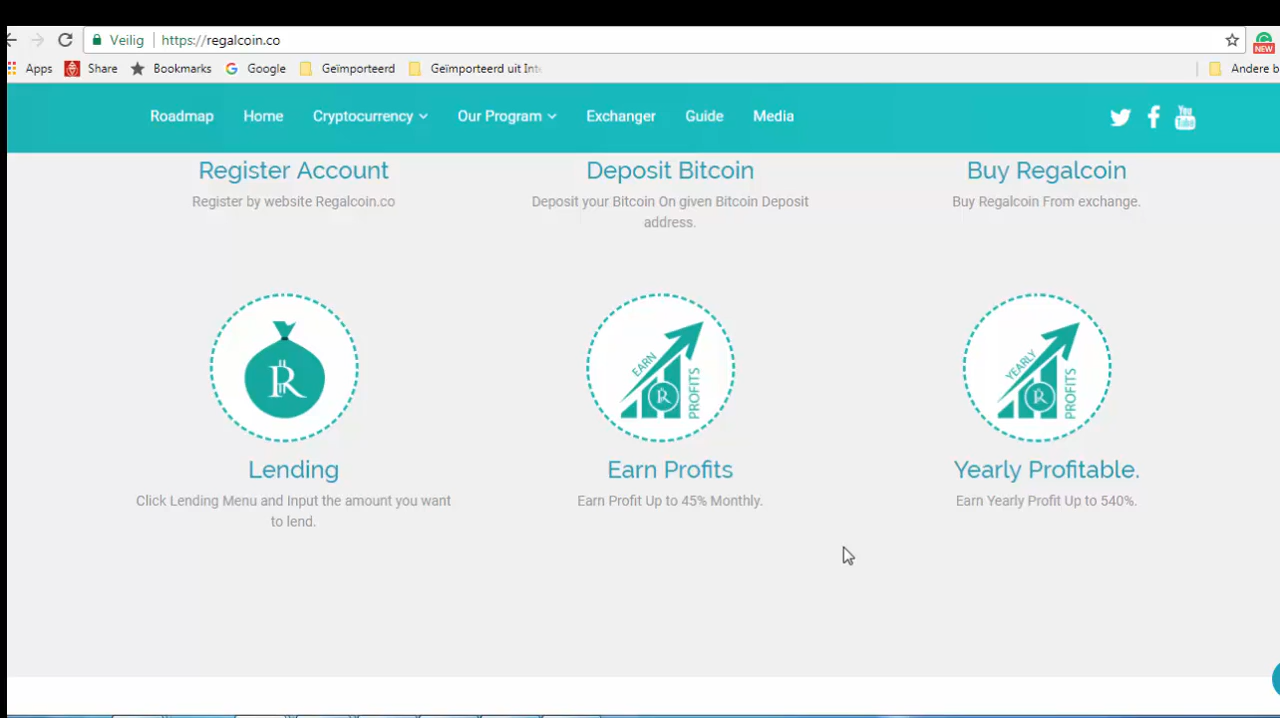 Veilig https://regalcoin.co NEW
Apps Share Bookmarks Google Geïmporteerd Geïmporteerd uit Andere b
Roadmap Home Cryptocurrency Our Program Exchanger Guide Media You Tube
Register Account Deposit Bitcoin Buy Regalcoin
Register by website Regalcoin.co Deposit your Bitcoin On given Bitcoin Deposit Buy Regalcoin From exchange.
address.
R EARN PROFITS R YEARLY PROFITS R
Lending Earn Profits Yearly Profitable.
Click Lending Menu and Input the amount you want Earn Profit Up to 45% Monthly. Earn Yearly Profit Up to 540%.
to lend.